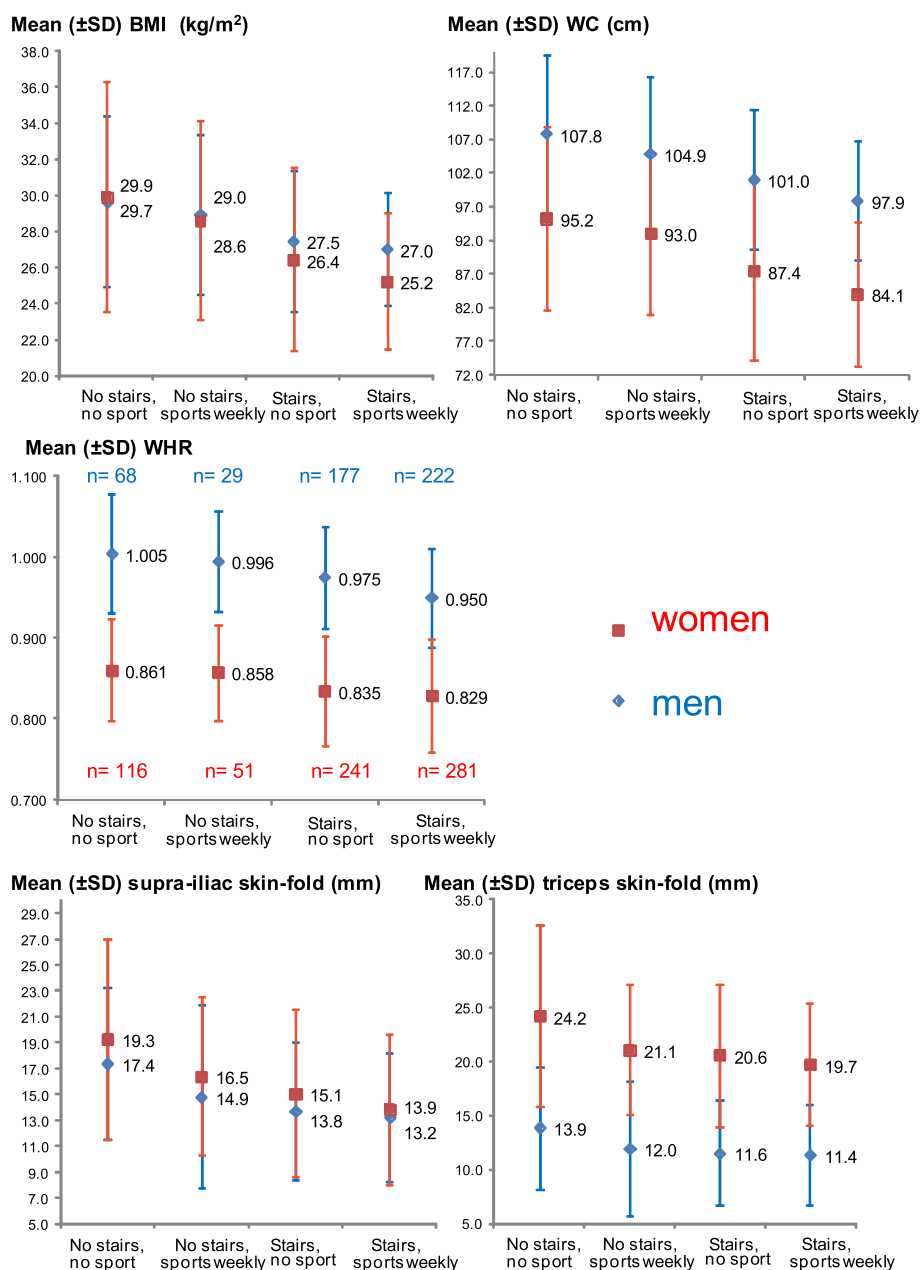 Mean (±SD) BMI (kg/m²)
38.0
36.0
34.0
32.0
30.0
28.0
26.0
24.0
22.0
20.0
29.9
29.7
29.0
28.6
27.5
26.4
27.0
25.2
No stairs,
no sport
No stairs,
sports weekly
Stairs,
no sport
Stairs,
sports weekly
Mean (±SD) WC (cm)
117.0
112.0
107.0
102.0
97.0
92.0
87.0
82.0
77.0
72.0
107.8
95.2
104.9
93.0
101.0
87.4
97.9
84.1
No stairs,
no sport
No stairs,
sports weekly
Stairs,
no sport
Stairs,
sports weekly
Mean (±SD) WHR
1.100
1.000
0.900
0.800
0.700
n= 68
n= 29
n= 177
n= 222
1.005
0.996
0.975
0.950
0.861
0.858
0.835
0.829
n= 116
n= 51
n= 241
n= 281
No stairs,
no sport
No stairs,
sports weekly
Stairs,
no sport
Stairs,
sports weekly
women
men
Mean (±SD) supra-iliac skin-fold (mm)
29.0
27.0
25.0
23.0
21.0
19.0
17.0
15.0
13.0
11.0
9.0
7.0
5.0
19.3
17.4
16.5
14.9
15.1
13.8
13.9
13.2
No stairs,
no sport
No stairs,
sports weekly
Stairs,
no sport
Stairs,
sports weekly
Mean (±SD) triceps skin-fold (mm)
35.0
30.0
25.0
20.0
15.0
10.0
5.0
24.2
13.9
21.1
12.0
20.6
11.6
19.7
11.4
No stairs,
no sport
No stairs,
sports weekly
Stairs,
no sport
Stairs,
sports weekly